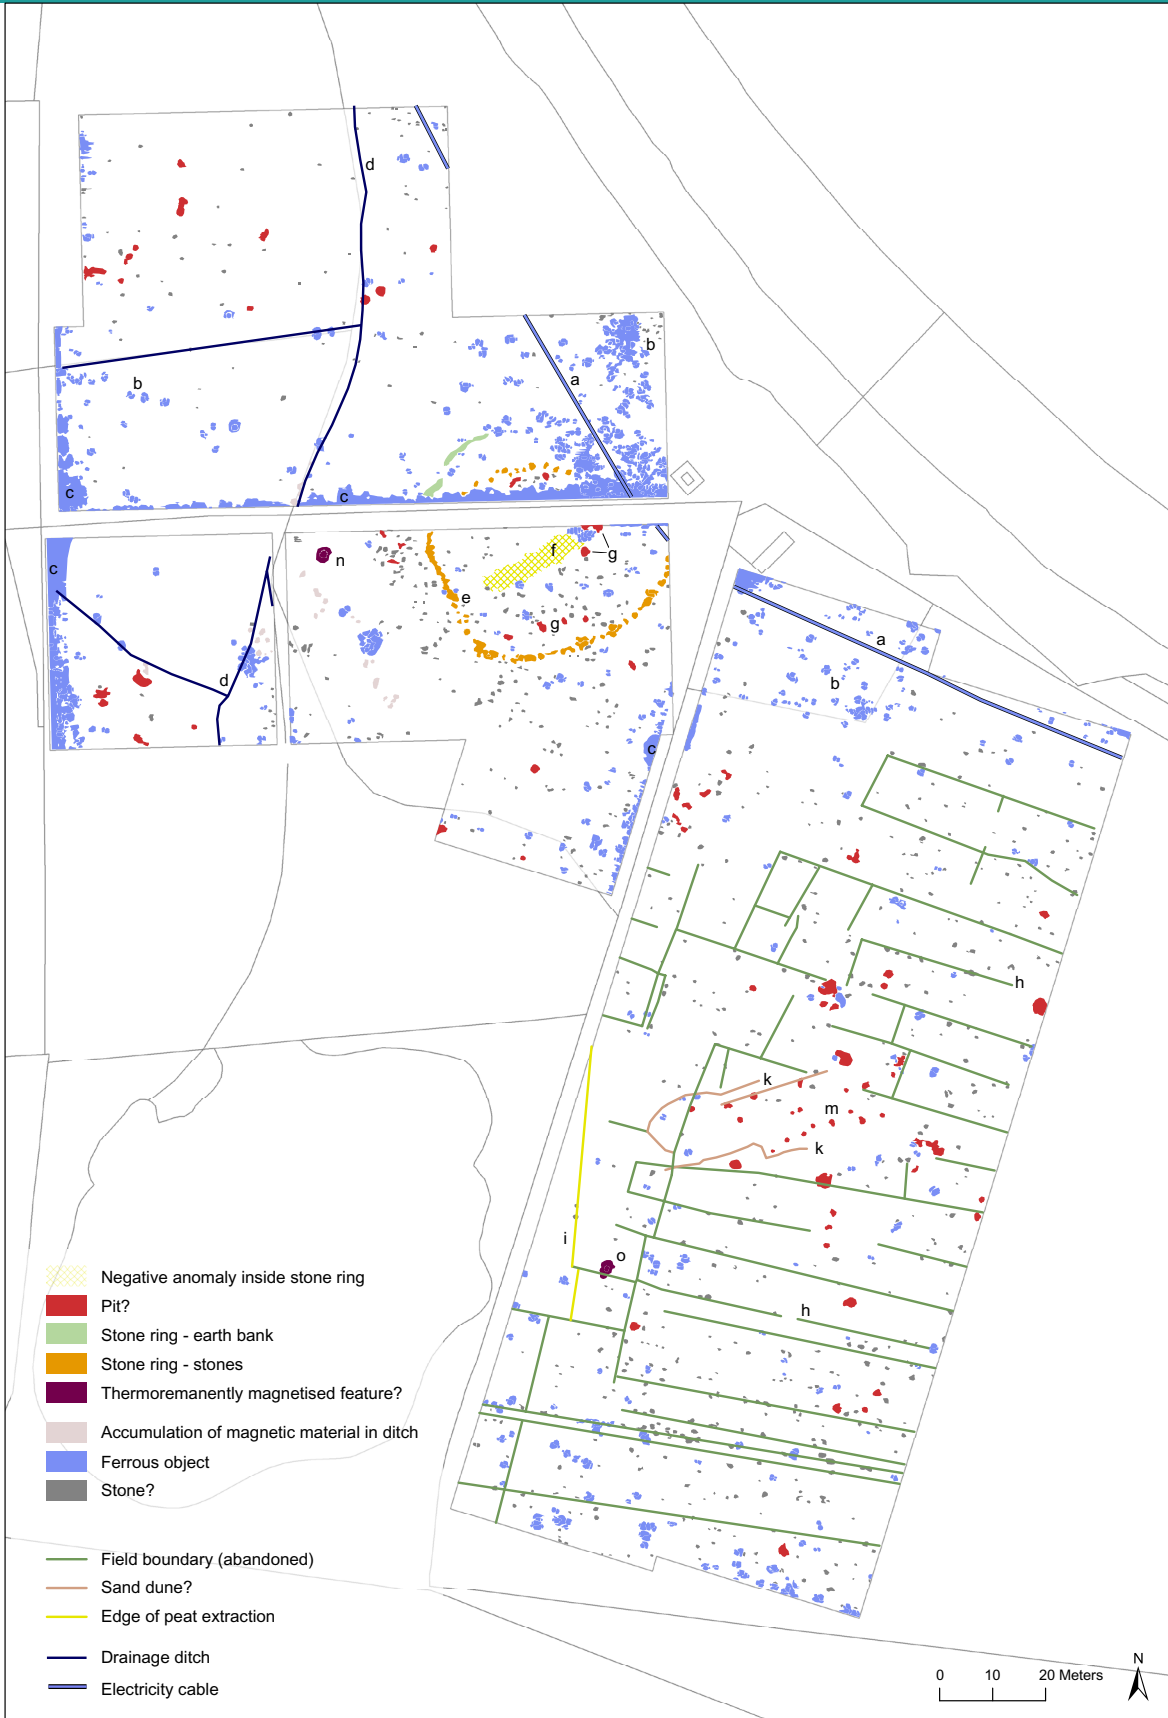 d
b
a
b
c
c
c
n
f
g
e
g
a
b
d
c
h
k
m
k
i
o
h
Negative anomaly inside stone ring
Pit?
Stone ring - earth bank
Stone ring - stones
Thermoremanently magnetised feature?
Accumulation of magnetic material in ditch
Ferrous object
Stone?
Field boundary (abandoned)
Sand dune?
Edge of peat extraction
Drainage ditch
Electricity cable
N
0 10 20 Meters